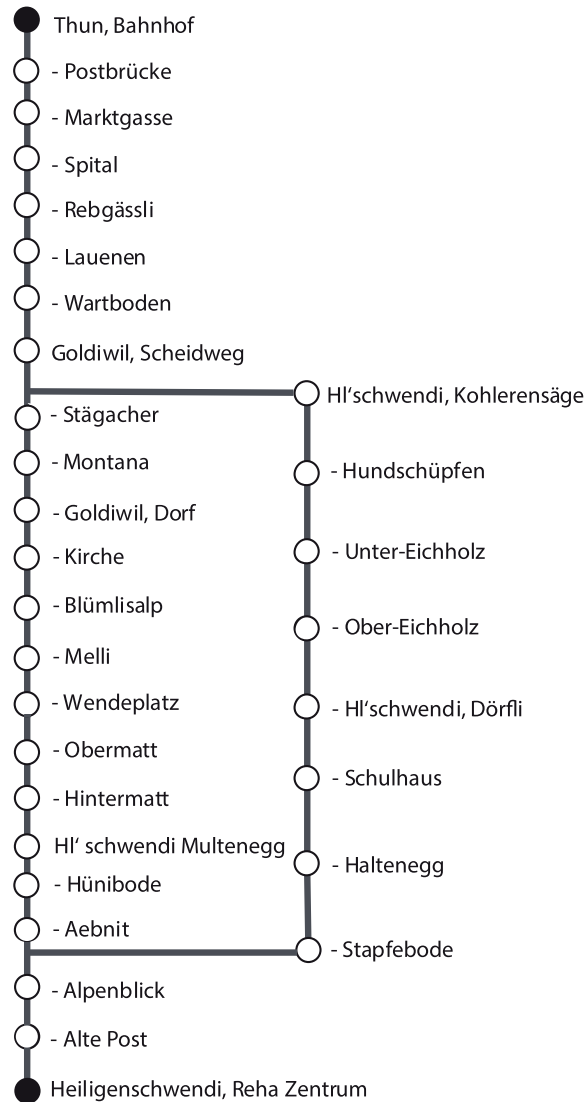 Thun, Bahnhof
- Postbrücke
- Marktgasse
- Spital
- Rebgässli
- Lauenen
- Wartboden
Goldiwil, Scheidweg
- Stägacher
- Montana
- Goldiwil, Dorf
- Kirche
- Blümlisalp
- Melli
- Wendeplatz
- Obermatt
- Hintermatt
Hl' schwendi Multenegg
- Hünibode
- Aebnit
- Alpenblick
- Alte Post
Heiligenschwendi, Reha Zentrum
Hl‘schwendi, Kohlerensäge
- Hundschüpfen
- Unter-Eichholz
- Ober-Eichholz
- Hl‘schwendi, Dörfli
- Schulhaus
- Haltenegg
- Stapfebode